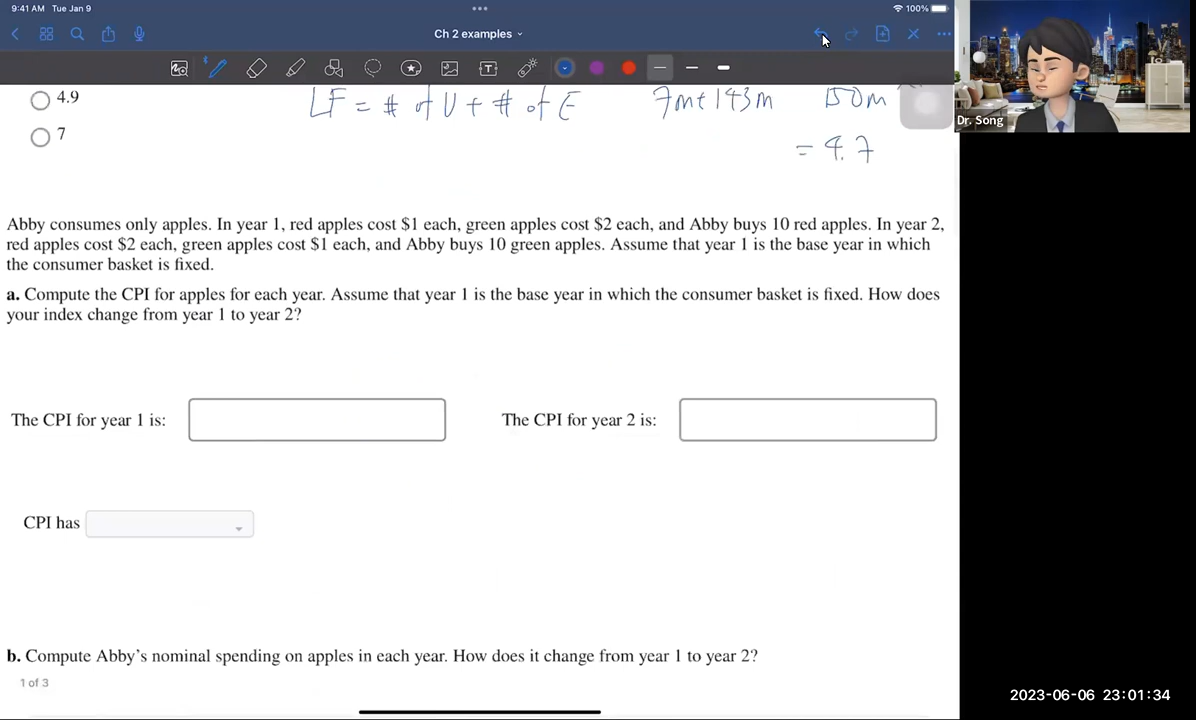 9:41 AM Tue Jan 9
100%
Ch 2 examples
4.9
LF = # of U + # of E
7m+143m
150m
7
= 4.7
Dr. Song
Abby consumes only apples. In year 1, red apples cost $1 each, green apples cost $2 each, and Abby buys 10 red apples. In year 2,
red apples cost $2 each, green apples cost $1 each, and Abby buys 10 green apples. Assume that year 1 is the base year in which
the consumer basket is fixed.
a. Compute the CPI for apples for each year. Assume that year 1 is the base year in which the consumer basket is fixed. How does
your index change from year 1 to year 2?
The CPI for year 1 is:
The CPI for year 2 is:
CPI has
b. Compute Abby's nominal spending on apples in each year. How does it change from year 1 to year 2?
1 of 3
2023-06-06 23:01:34